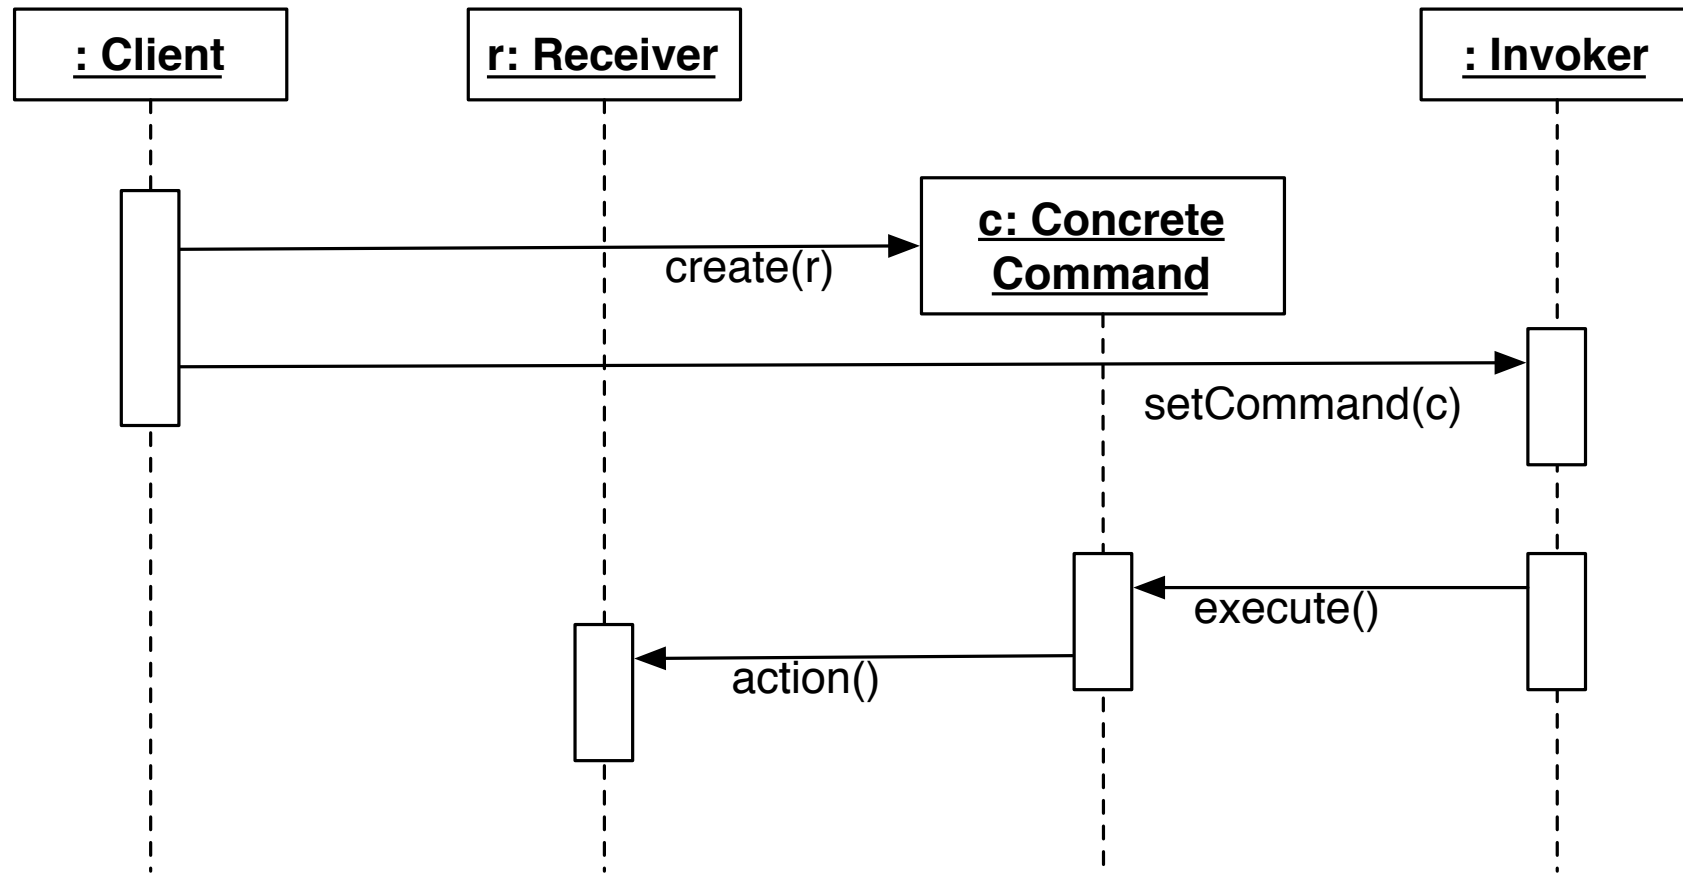 : Client
r: Receiver
: Invoker
c: Concrete
Command
create(r)
setCommand(c)
execute()
action()